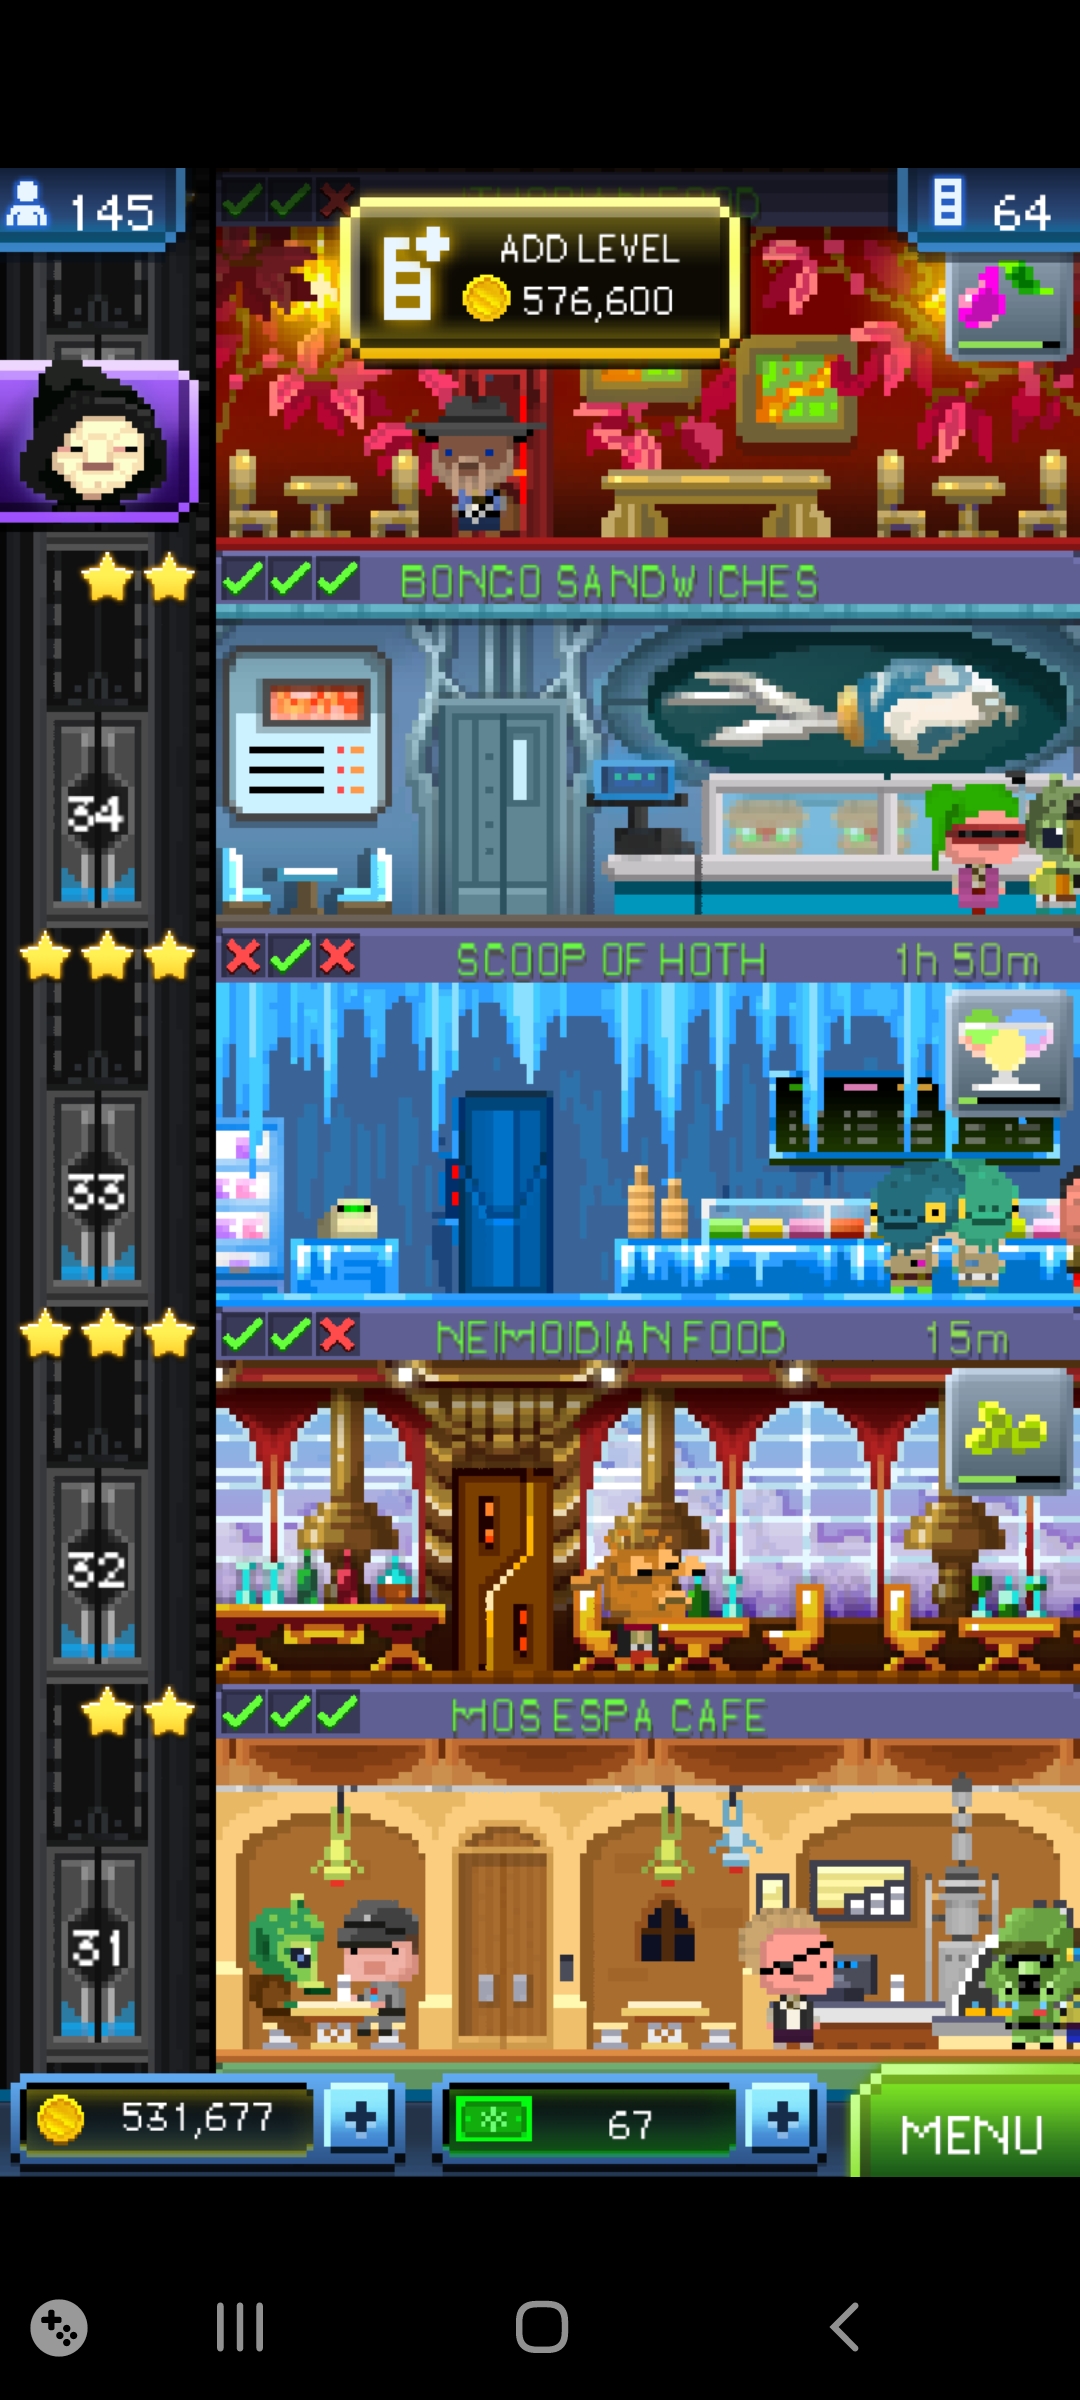 145
64
ADD LEVEL
576,600
BONGO SANDWICHES
34
SCOOP OF HOTH 1h 50m
33
NEIMOIDIAN FOOD 15m
32
MOS ESPA CAFE
31
531,677
67
MENU